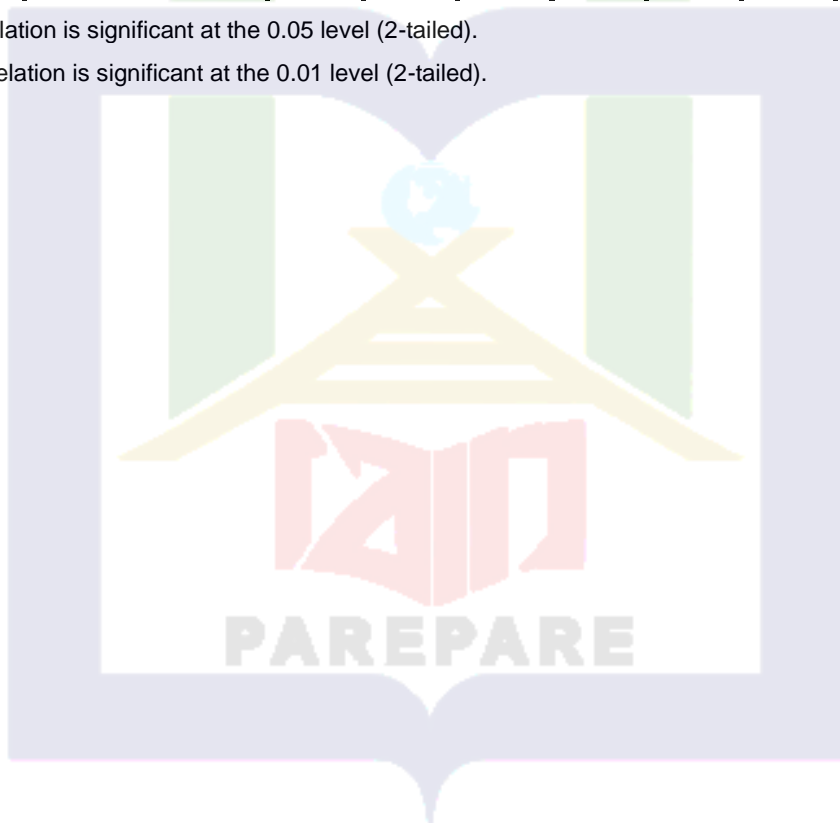 lation is significant at the 0.05 level (2-tailed).
elation is significant at the 0.01 level (2-tailed).
iain
PAREPARE